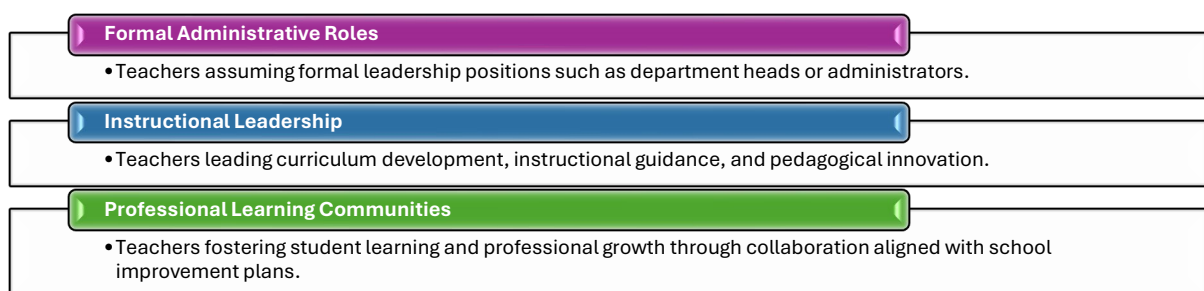 Formal Administrative Roles
•Teachers assuming formal leadership positions such as department heads or administrators.
Instructional Leadership
•Teachers leading curriculum development, instructional guidance, and pedagogical innovation.
Professional Learning Communities
•Teachers fostering student learning and professional growth through collaboration aligned with school
improvement plans.